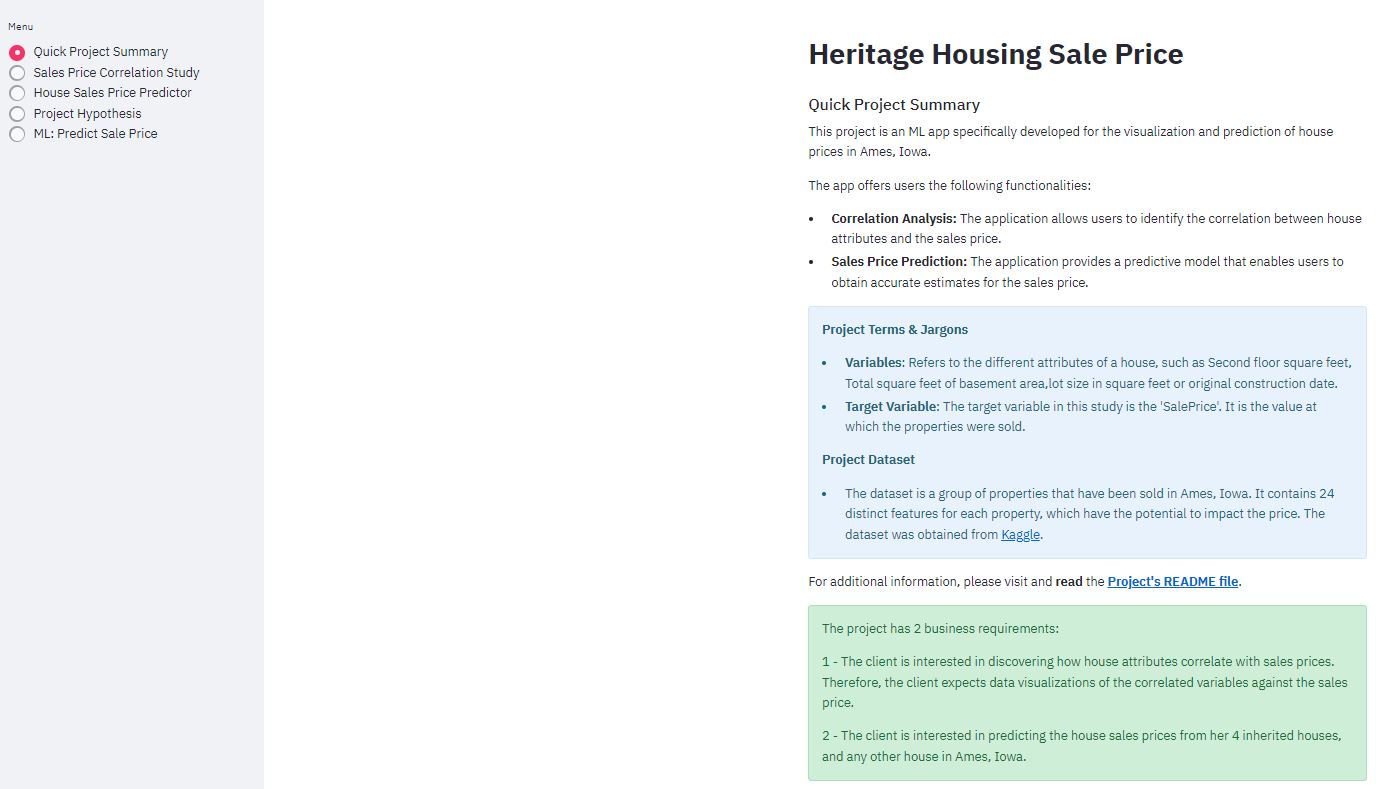 Menu
Quick Project Summary
Sales Price Correlation Study
House Sales Price Predictor
Project Hypothesis
ML: Predict Sale Price
Heritage Housing Sale Price
Quick Project Summary
This project is an ML app specifically developed for the visualization and prediction of house
prices in Ames, Iowa.
The app offers users the following functionalities:
• Correlation Analysis: The application allows users to identify the correlation between house
attributes and the sales price.
• Sales Price Prediction: The application provides a predictive model that enables users to
obtain accurate estimates for the sales price.
Project Terms & Jargons
• Variables: Refers to the different attributes of a house, such as Second floor square feet,
Total square feet of basement area,lot size in square feet or original construction date.
• Target Variable: The target variable in this study is the 'SalePrice'. It is the value at
which the properties were sold.
Project Dataset
• The dataset is a group of properties that have been sold in Ames, Iowa. It contains 24
distinct features for each property, which have the potential to impact the price. The
dataset was obtained from Kaggle.
For additional information, please visit and read the Project's README file.
The project has 2 business requirements:
1 - The client is interested in discovering how house attributes correlate with sales prices.
Therefore, the client expects data visualizations of the correlated variables against the sales
price.
2 - The client is interested in predicting the house sales prices from her 4 inherited houses,
and any other house in Ames, Iowa.